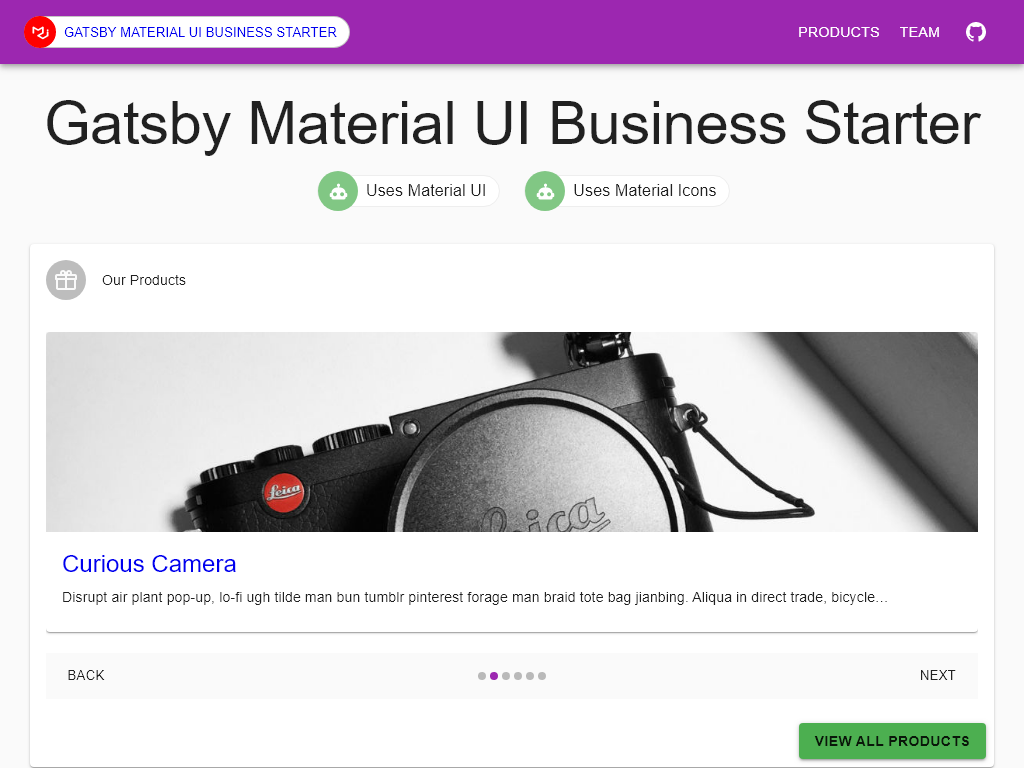 GATSBY MATERIAL UI BUSINESS STARTER
PRODUCTS
TEAM
Gatsby Material UI Business Starter
Uses Material UI
Uses Material Icons
Our Products
Leica
Leica
Curious Camera
Disrupt air plant pop-up, lo-fi ugh tilde man bun tumblr pinterest forage man braid tote bag jianbing. Aliqua in direct trade, bicycle…
BACK
NEXT
VIEW ALL PRODUCTS